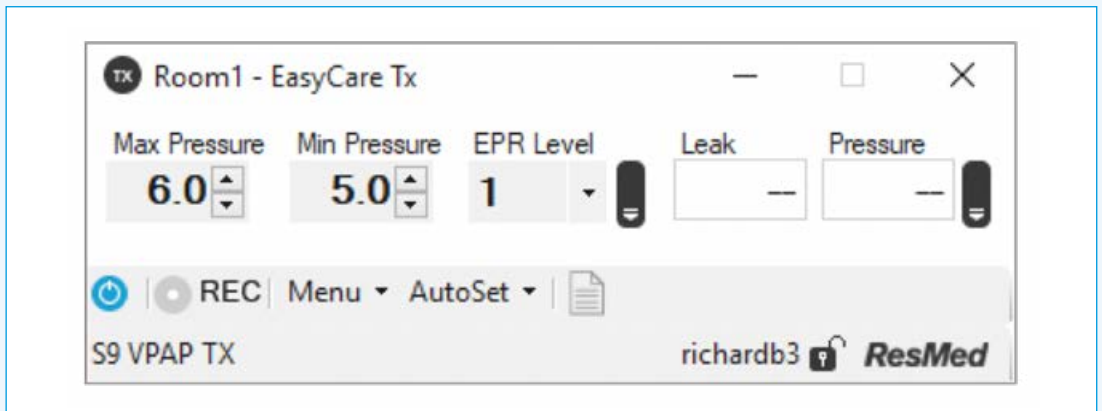 TX Room1 - EasyCare Tx
Max Pressure Min Pressure EPR Level Leak Pressure
6.0 5.0 1 -- --
REC Menu AutoSet
S9 VPAP TX richardb3 ResMed